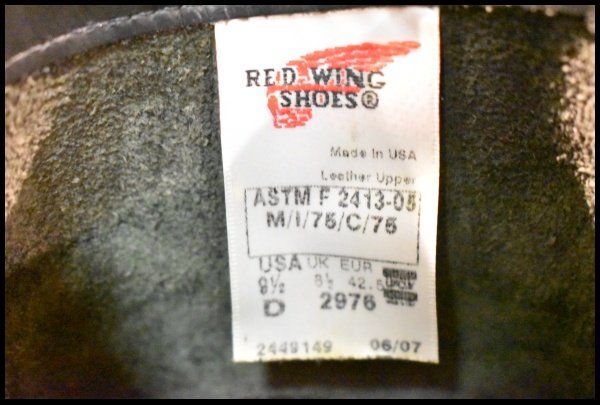 RED WING
SHOES®
Made In USA
Leather Upper
ASTM F 2413-05
M/I/75/C/75
USA UK EUR
9½ 8½ 42.5
D 2976
2449149 06/07